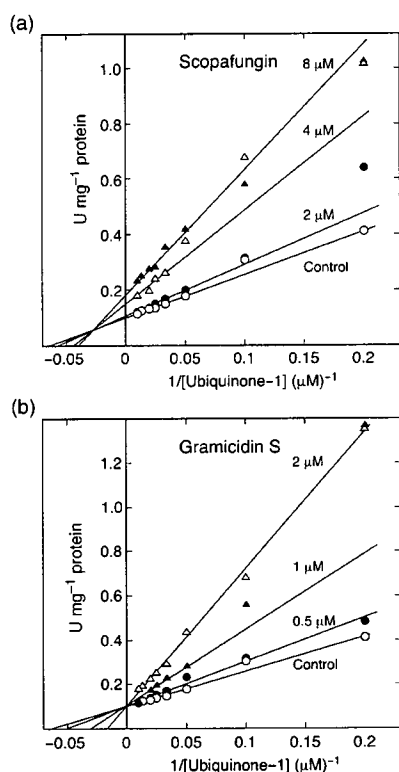 (a)
Scopafungin
8 μM
4 μM
2 μM
Control
U mg⁻¹ protein
1.0
0.8
0.6
0.4
0.2
−0.05 0 0.05 0.1 0.15 0.2
1/[Ubiquinone-1] (μM)⁻¹
(b)
Gramicidin S
2 μM
1 μM
0.5 μM
Control
U mg⁻¹ protein
1.2
1.0
0.8
0.6
0.4
0.2
−0.05 0 0.05 0.1 0.15 0.2
1/[Ubiquinone-1] (μM)⁻¹